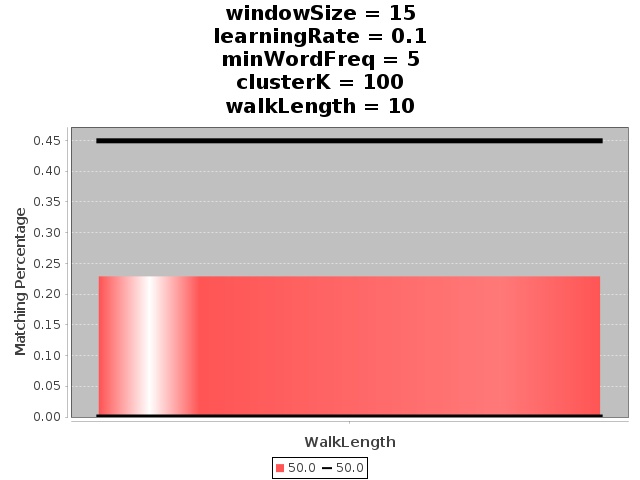 windowSize = 15
learningRate = 0.1
minWordFreq = 5
clusterK = 100
walkLength = 10
Matching Percentage
0.45
0.40
0.35
0.30
0.25
0.20
0.15
0.10
0.05
0.00
WalkLength
50.0 50.0